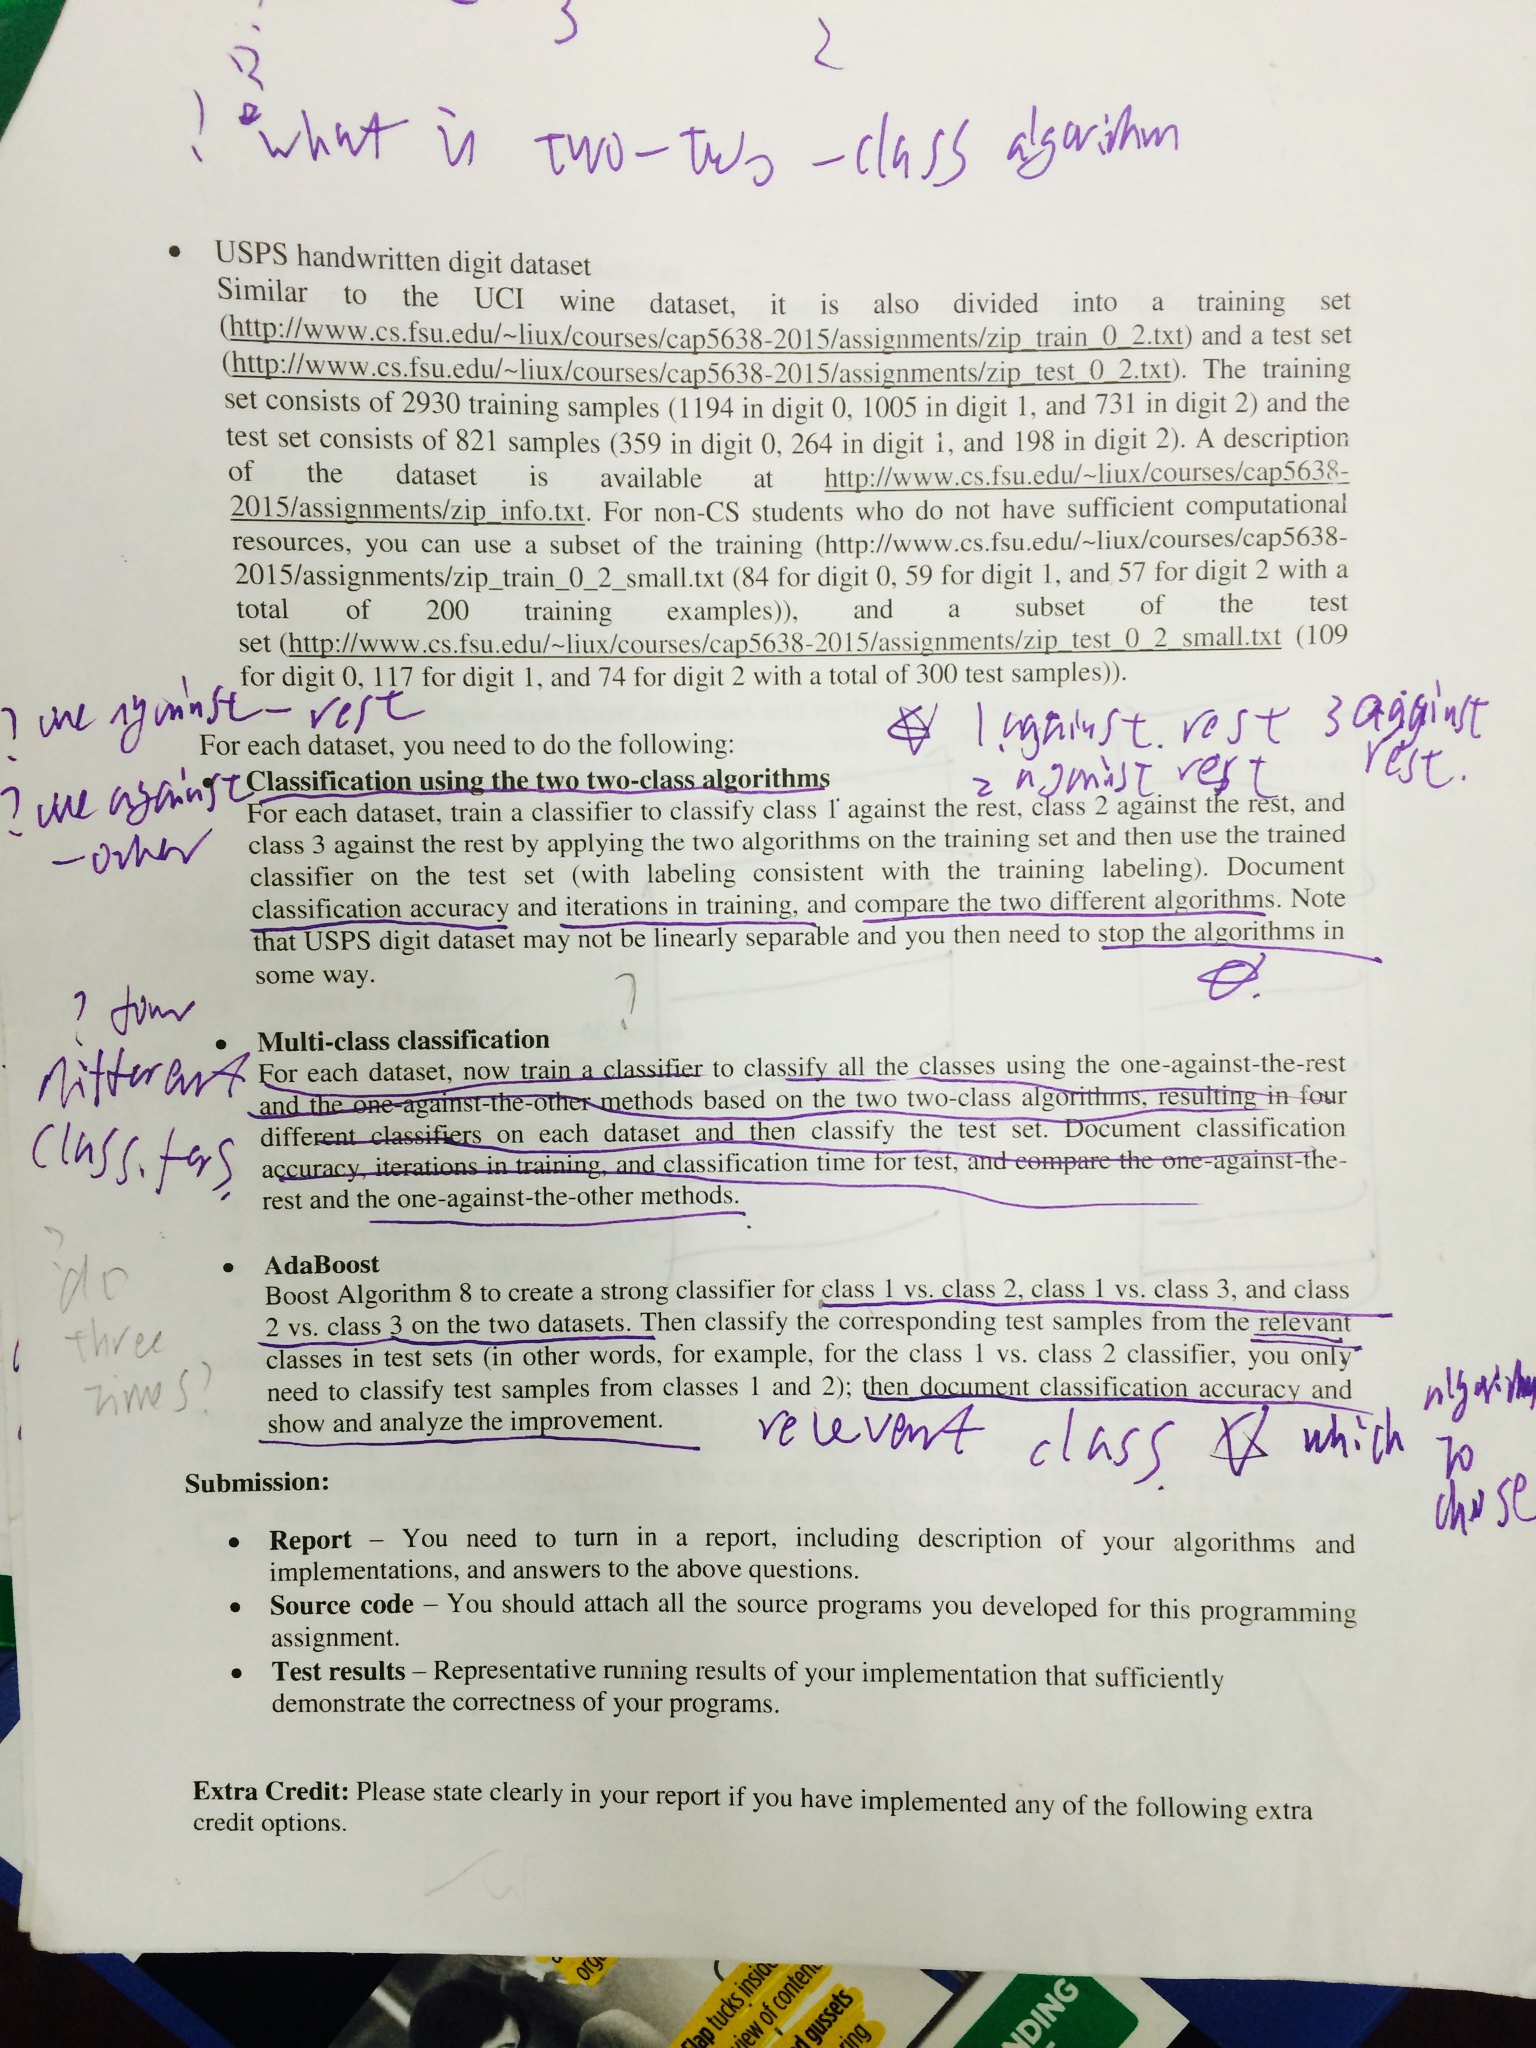 3
2
?
what is two-two-class algorithm
• USPS handwritten digit dataset
Similar to the UCI wine dataset, it is also divided into a training set
(http://www.cs.fsu.edu/~liux/courses/cap5638-2015/assignments/zip_train_0_2.txt) and a test set
(http://www.cs.fsu.edu/~liux/courses/cap5638-2015/assignments/zip_test_0_2.txt). The training
set consists of 2930 training samples (1194 in digit 0, 1005 in digit 1, and 731 in digit 2) and the
test set consists of 821 samples (359 in digit 0, 264 in digit 1, and 198 in digit 2). A description
of the dataset is available at http://www.cs.fsu.edu/~liux/courses/cap5638-
2015/assignments/zip_info.txt. For non-CS students who do not have sufficient computational
resources, you can use a subset of the training (http://www.cs.fsu.edu/~liux/courses/cap5638-
2015/assignments/zip_train_0_2_small.txt (84 for digit 0, 59 for digit 1, and 57 for digit 2 with a
total of 200 training examples)), and a subset of the test
set (http://www.cs.fsu.edu/~liux/courses/cap5638-2015/assignments/zip_test_0_2_small.txt (109
for digit 0, 117 for digit 1, and 74 for digit 2 with a total of 300 test samples)).
? one against-rest
1 against rest 3 against
rest.
2 against rest
For each dataset, you need to do the following:
? one against
-other
• Classification using the two two-class algorithms
For each dataset, train a classifier to classify class 1 against the rest, class 2 against the rest, and
class 3 against the rest by applying the two algorithms on the training set and then use the trained
classifier on the test set (with labeling consistent with the training labeling). Document
classification accuracy and iterations in training, and compare the two different algorithms. Note
that USPS digit dataset may not be linearly separable and you then need to stop the algorithms in
some way.
?
? four
different
class.fers
• Multi-class classification
For each dataset, now train a classifier to classify all the classes using the one-against-the-rest
and the one-against-the-other methods based on the two two-class algorithms, resulting in four
different classifiers on each dataset and then classify the test set. Document classification
accuracy, iterations in training, and classification time for test, and compare the one-against-the-
rest and the one-against-the-other methods.
?
do
three
times?
• AdaBoost
Boost Algorithm 8 to create a strong classifier for class 1 vs. class 2, class 1 vs. class 3, and class
2 vs. class 3 on the two datasets. Then classify the corresponding test samples from the relevant
classes in test sets (in other words, for example, for the class 1 vs. class 2 classifier, you only
need to classify test samples from classes 1 and 2); then document classification accuracy and
show and analyze the improvement.
relevent class. which
algorithm
to
chose
Submission:
• Report – You need to turn in a report, including description of your algorithms and
implementations, and answers to the above questions.
• Source code – You should attach all the source programs you developed for this programming
assignment.
• Test results – Representative running results of your implementation that sufficiently
demonstrate the correctness of your programs.
Extra Credit: Please state clearly in your report if you have implemented any of the following extra
credit options.
Flap tucks inside
view of conten
gussets
NDING